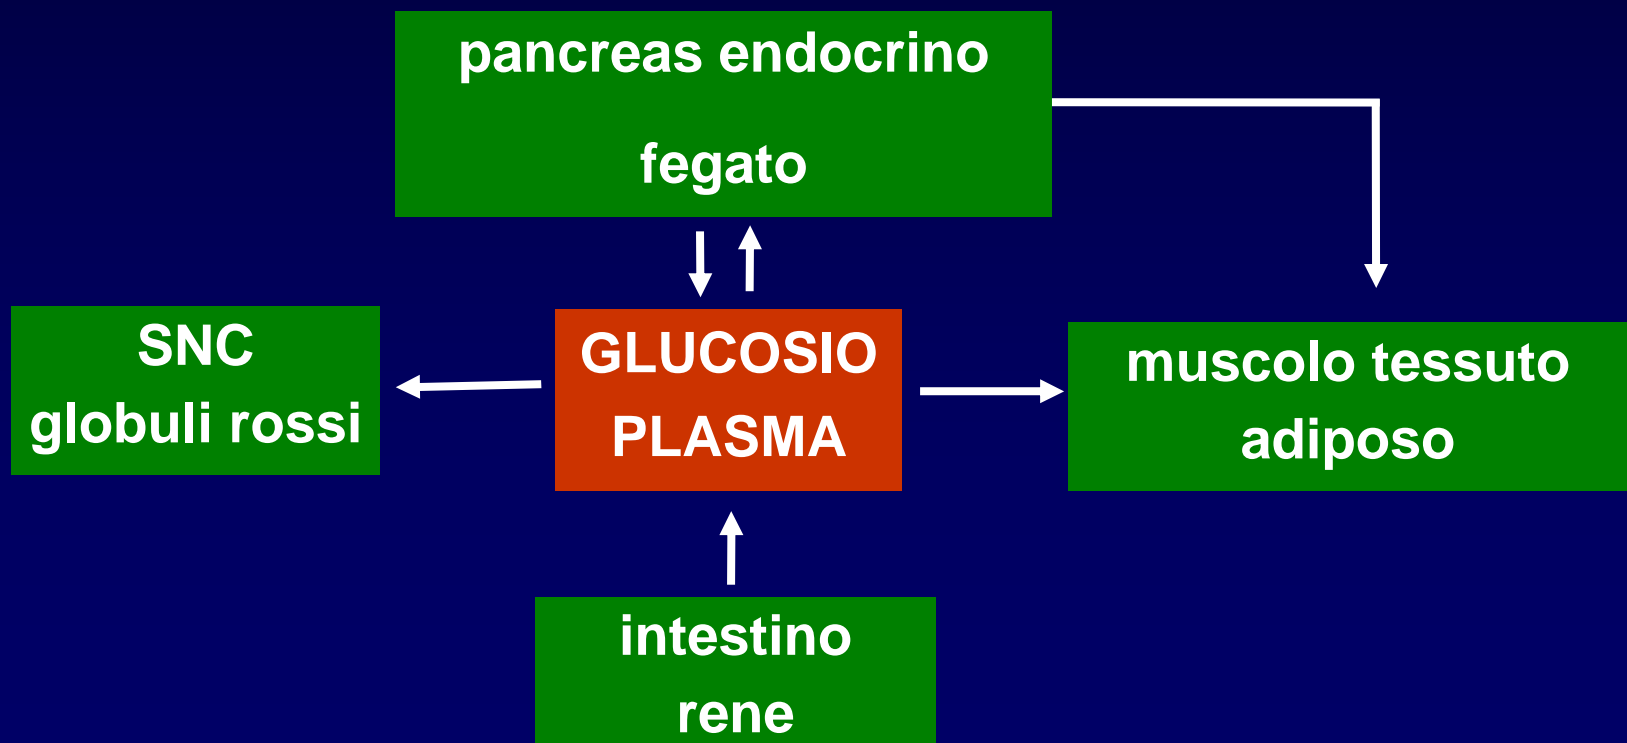 pancreas endocrino
fegato
SNC
globuli rossi
GLUCOSIO
PLASMA
muscolo tessuto
adiposo
intestino
rene